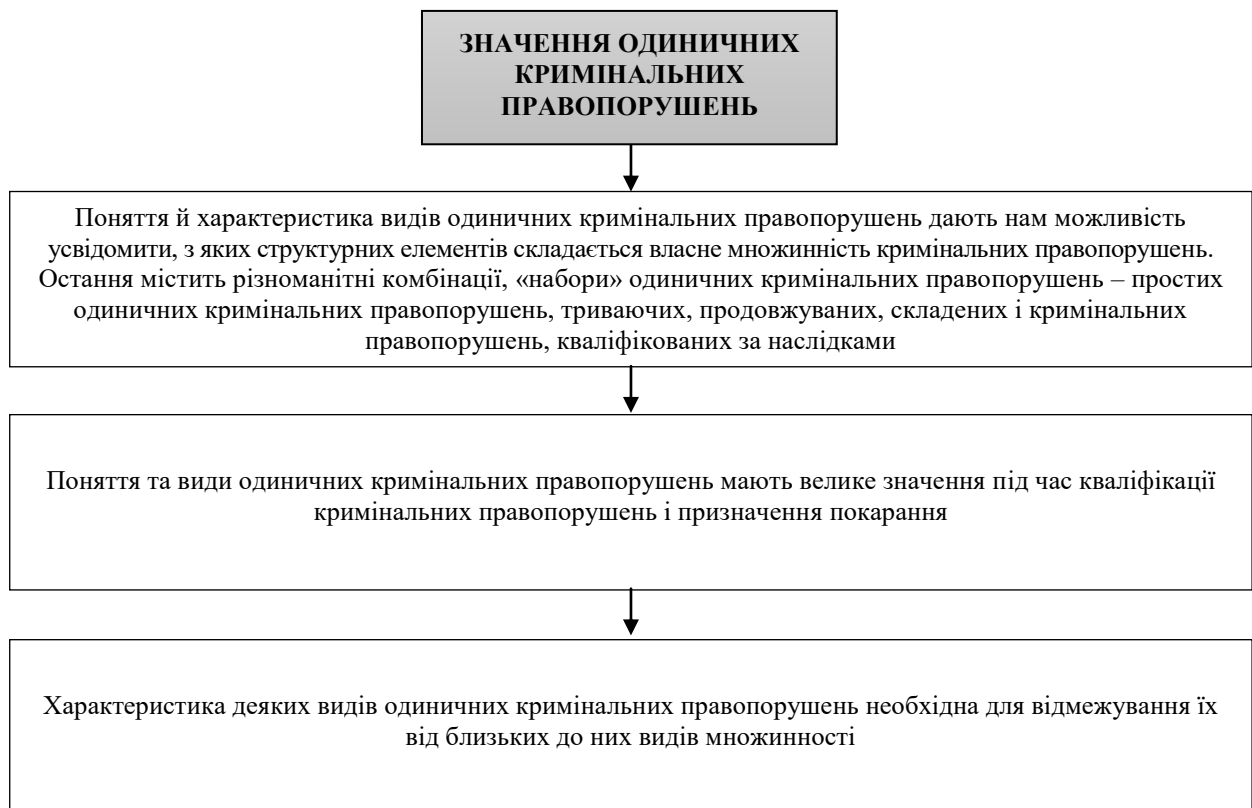 ЗНАЧЕННЯ ОДИНИЧНИХ
КРИМІНАЛЬНИХ
ПРАВОПОРУШЕНЬ
Поняття й характеристика видів одиничних кримінальних правопорушень дають нам можливість
усвідомити, з яких структурних елементів складається власне множинність кримінальних правопорушень.
Остання містить різноманітні комбінації, «набори» одиничних кримінальних правопорушень – простих
одиничних кримінальних правопорушень, триваючих, продовжуваних, складених і кримінальних
правопорушень, кваліфікованих за наслідками
Поняття та види одиничних кримінальних правопорушень мають велике значення під час кваліфікації
кримінальних правопорушень і призначення покарання
Характеристика деяких видів одиничних кримінальних правопорушень необхідна для відмежування їх
від близьких до них видів множинності